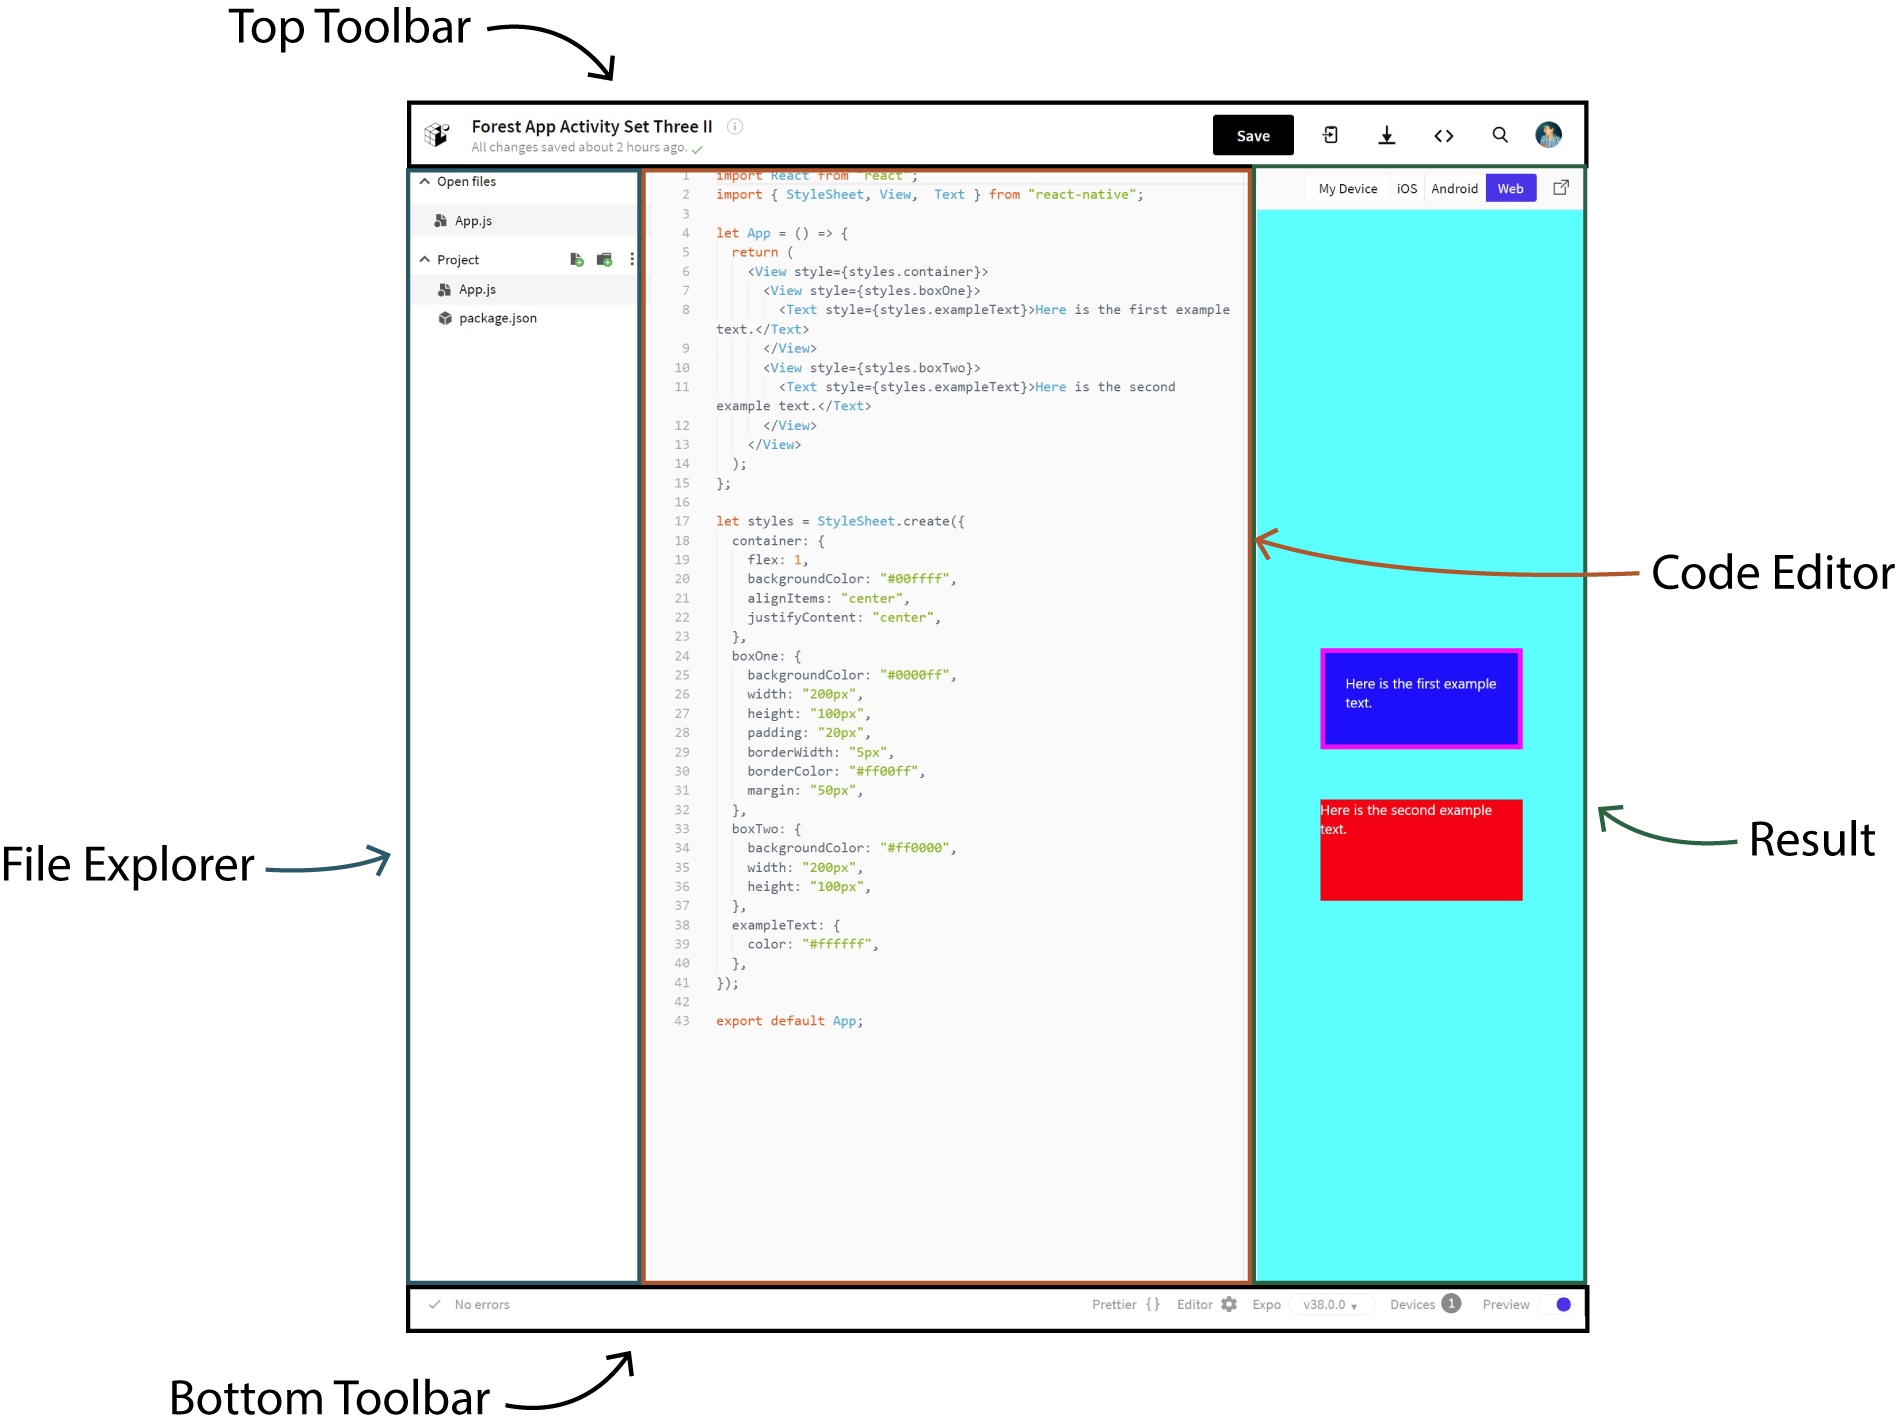 Top Toolbar
Forest App Activity Set Three II
All changes saved about 2 hours ago.
Save
Open files
App.js
Project
App.js
package.json
1 import React from "react";
2 import { StyleSheet, View,  Text } from "react-native";
3
4 let App = () => {
5   return (
6     <View style={styles.container}>
7       <View style={styles.boxOne}>
8         <Text style={styles.exampleText}>Here is the first example
text.</Text>
9       </View>
10       <View style={styles.boxTwo}>
11         <Text style={styles.exampleText}>Here is the second
example text.</Text>
12       </View>
13     </View>
14   );
15 };
16
17 let styles = StyleSheet.create({
18   container: {
19     flex: 1,
20     backgroundColor: "#00ffff",
21     alignItems: "center",
22     justifyContent: "center",
23   },
24   boxOne: {
25     backgroundColor: "#0000ff",
26     width: "200px",
27     height: "100px",
28     padding: "20px",
29     borderWidth: "5px",
30     borderColor: "#ff00ff",
31     margin: "50px",
32   },
33   boxTwo: {
34     backgroundColor: "#ff0000",
35     width: "200px",
36     height: "100px",
37   },
38   exampleText: {
39     color: "#ffffff",
40   },
41 });
42
43 export default App;
My Device iOS Android Web
Here is the first example
text.
Here is the second example
text.
Code Editor
Result
File Explorer
No errors
Prettier {} Editor Expo v38.0.0 Devices 1 Preview
Bottom Toolbar